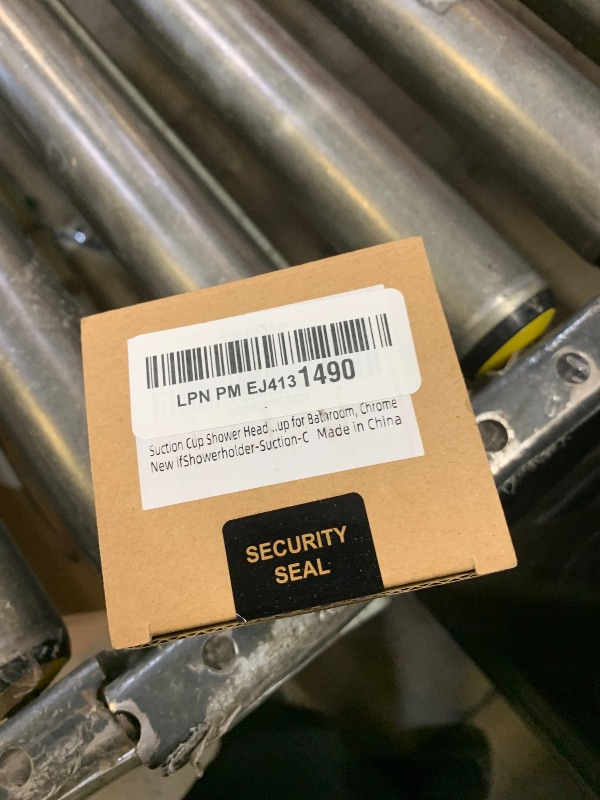 LPN PM EJ4131490
Suction Cup Shower Head ...up for Bathroom, Chrome
New ifShowerholder-Suction-C Made in China
SECURITY
SEAL